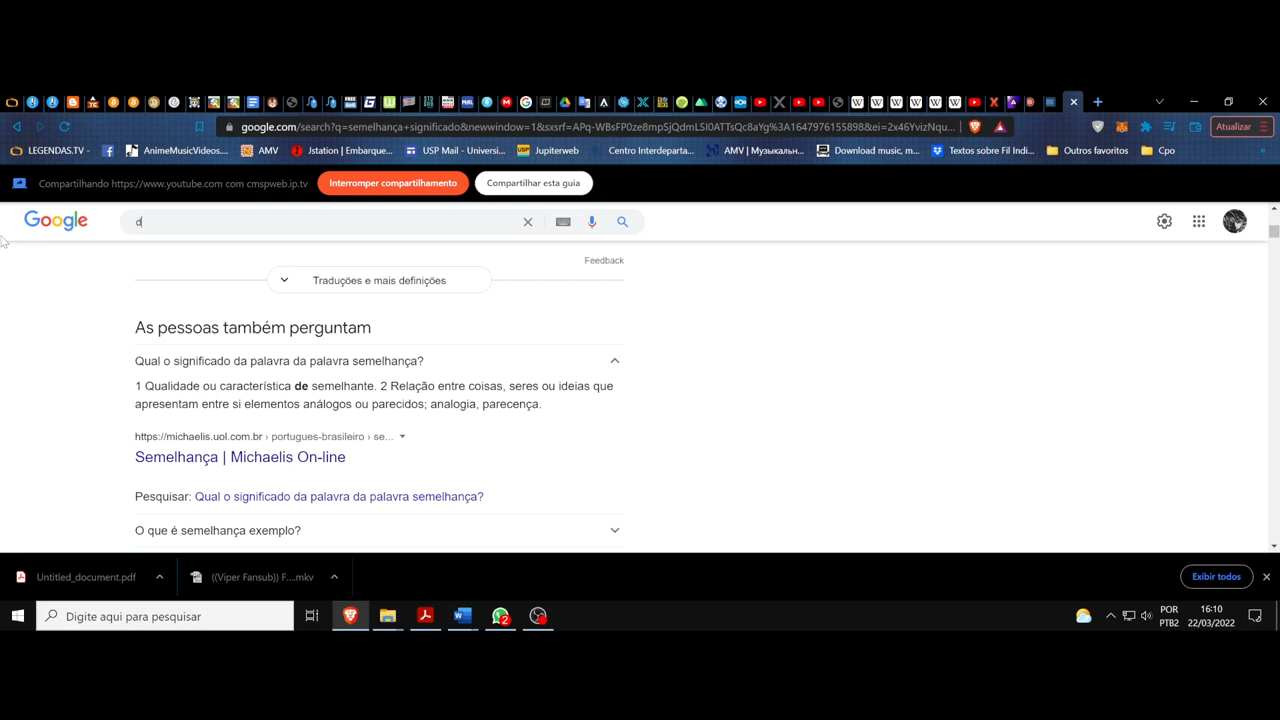 google.com/search?q=semelhança+significado&newwindow=1&sxsrf=APq-WBsFP0ze8mpSjQdmLSI0ATTsQc8aYg%3A1647976155898&ei=2x46YvizNqu...
Atualizar
LEGENDAS.TV
AnimeMusicVideos...
AMV
Jstation | Embarque...
USP Mail - Universi...
Jupiterweb
Centro Interdeparta...
AMV | Музыкальн...
Download music, m...
Textos sobre Fil Indi...
Outros favoritos
Cpo
Compartilhando https://www.youtube.com com cmspweb.ip.tv
Interromper compartilhamento
Compartilhar esta guia
Google
d
Feedback
Traduções e mais definições
As pessoas também perguntam
Qual o significado da palavra da palavra semelhança?
1 Qualidade ou característica de semelhante. 2 Relação entre coisas, seres ou ideias que
apresentam entre si elementos análogos ou parecidos; analogia, parecença.
https://michaelis.uol.com.br › portugues-brasileiro › se...
Semelhança | Michaelis On-line
Pesquisar: Qual o significado da palavra da palavra semelhança?
O que é semelhança exemplo?
Untitled_document.pdf
((Viper Fansub)) F....mkv
Exibir todos
Digite aqui para pesquisar
2
POR
PTB2
16:10
22/03/2022